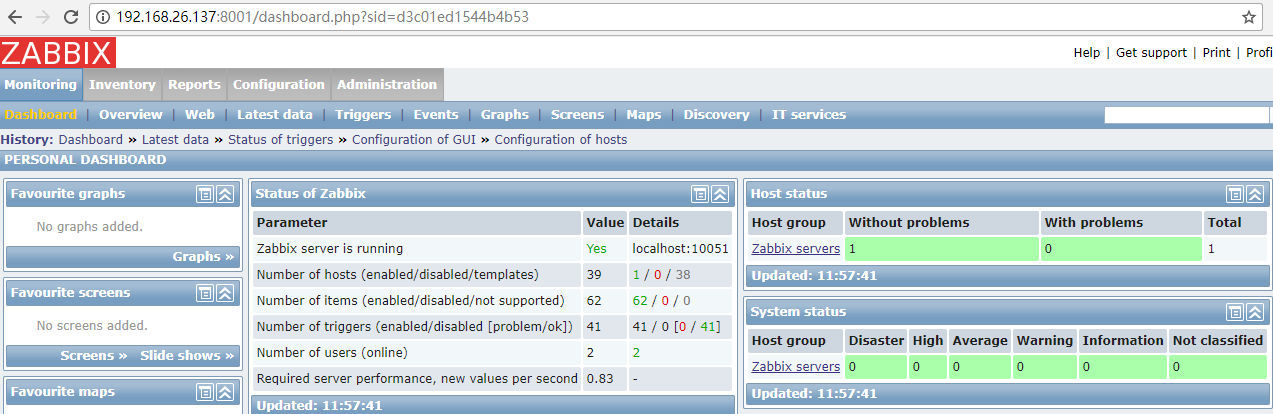 192.168.26.137:8001/dashboard.php?sid=d3c01ed1544b4b53
ZABBIX
Help | Get support | Print | Profi
Monitoring Inventory Reports Configuration Administration
Dashboard | Overview | Web | Latest data | Triggers | Events | Graphs | Screens | Maps | Discovery | IT services
History: Dashboard » Latest data » Status of triggers » Configuration of GUI » Configuration of hosts
PERSONAL DASHBOARD
Favourite graphs
No graphs added.
Graphs »
Favourite screens
No screens added.
Screens » Slide shows »
Favourite maps
Status of Zabbix
Parameter Value Details
Zabbix server is running Yes localhost:10051
Number of hosts (enabled/disabled/templates) 39 1 / 0 / 38
Number of items (enabled/disabled/not supported) 62 62 / 0 / 0
Number of triggers (enabled/disabled [problem/ok]) 41 41 / 0 [0 / 41]
Number of users (online) 2 2
Required server performance, new values per second 0.83 -
Updated: 11:57:41
Host status
Host group Without problems With problems Total
Zabbix servers 1 0 1
Updated: 11:57:41
System status
Host group Disaster High Average Warning Information Not classified
Zabbix servers 0 0 0 0 0 0
Updated: 11:57:41